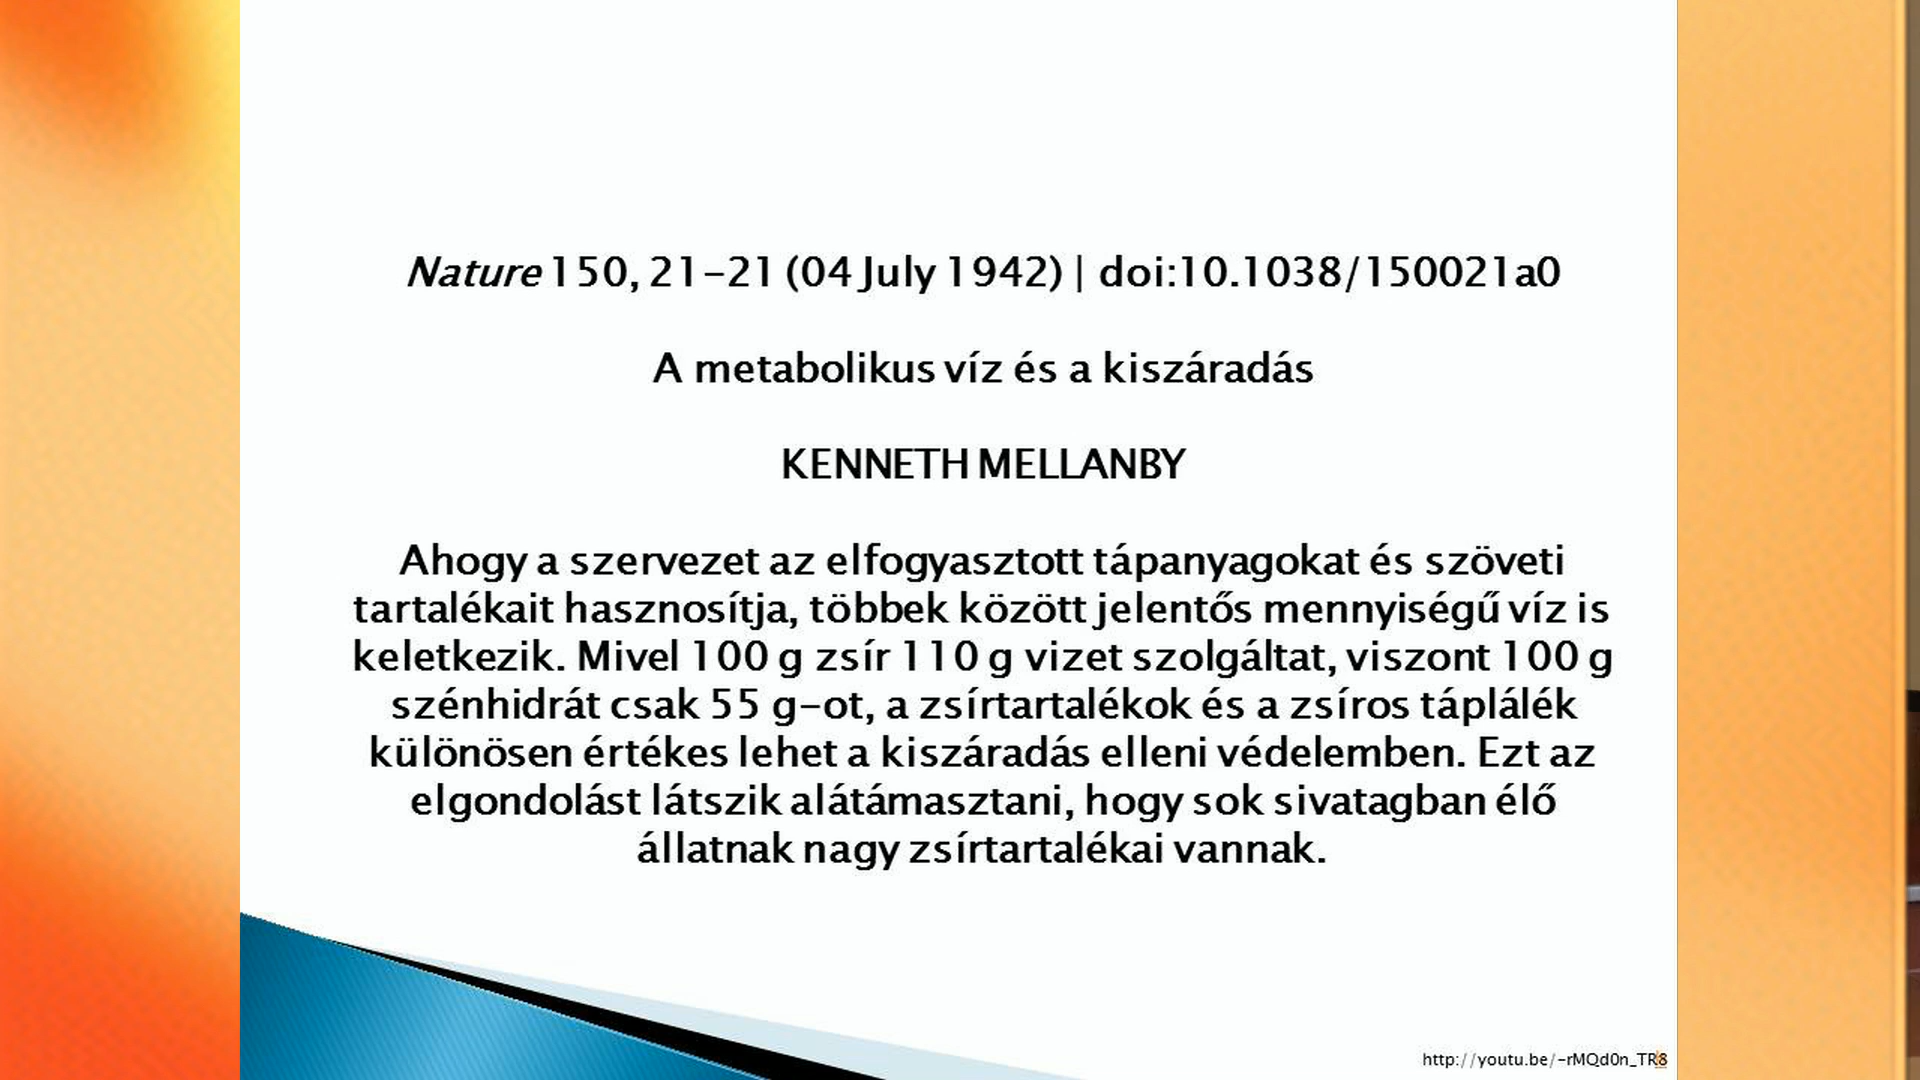 Nature 150, 21-21 (04 July 1942) | doi:10.1038/150021a0
A metabolikus víz és a kiszáradás
KENNETH MELLANBY
Ahogy a szervezet az elfogyasztott tápanyagokat és szöveti
tartalékait hasznosítja, többek között jelentős mennyiségű víz is
keletkezik. Mivel 100 g zsír 110 g vizet szolgáltat, viszont 100 g
szénhidrát csak 55 g-ot, a zsírtartalékok és a zsíros táplálék
különösen értékes lehet a kiszáradás elleni védelemben. Ezt az
elgondolást látszik alátámasztani, hogy sok sivatagban élő
állatnak nagy zsírtartalékai vannak.
http://youtu.be/-rMQd0n_TR8